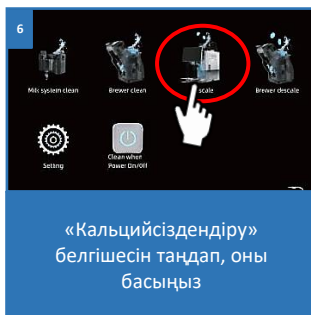 6
Milk system clean
Brewer clean
scale
Brewer descale
Setting
Clean when
Power On/Off
«Кальцийсіздендіру»
белгішесін таңдап, оны
басыңыз